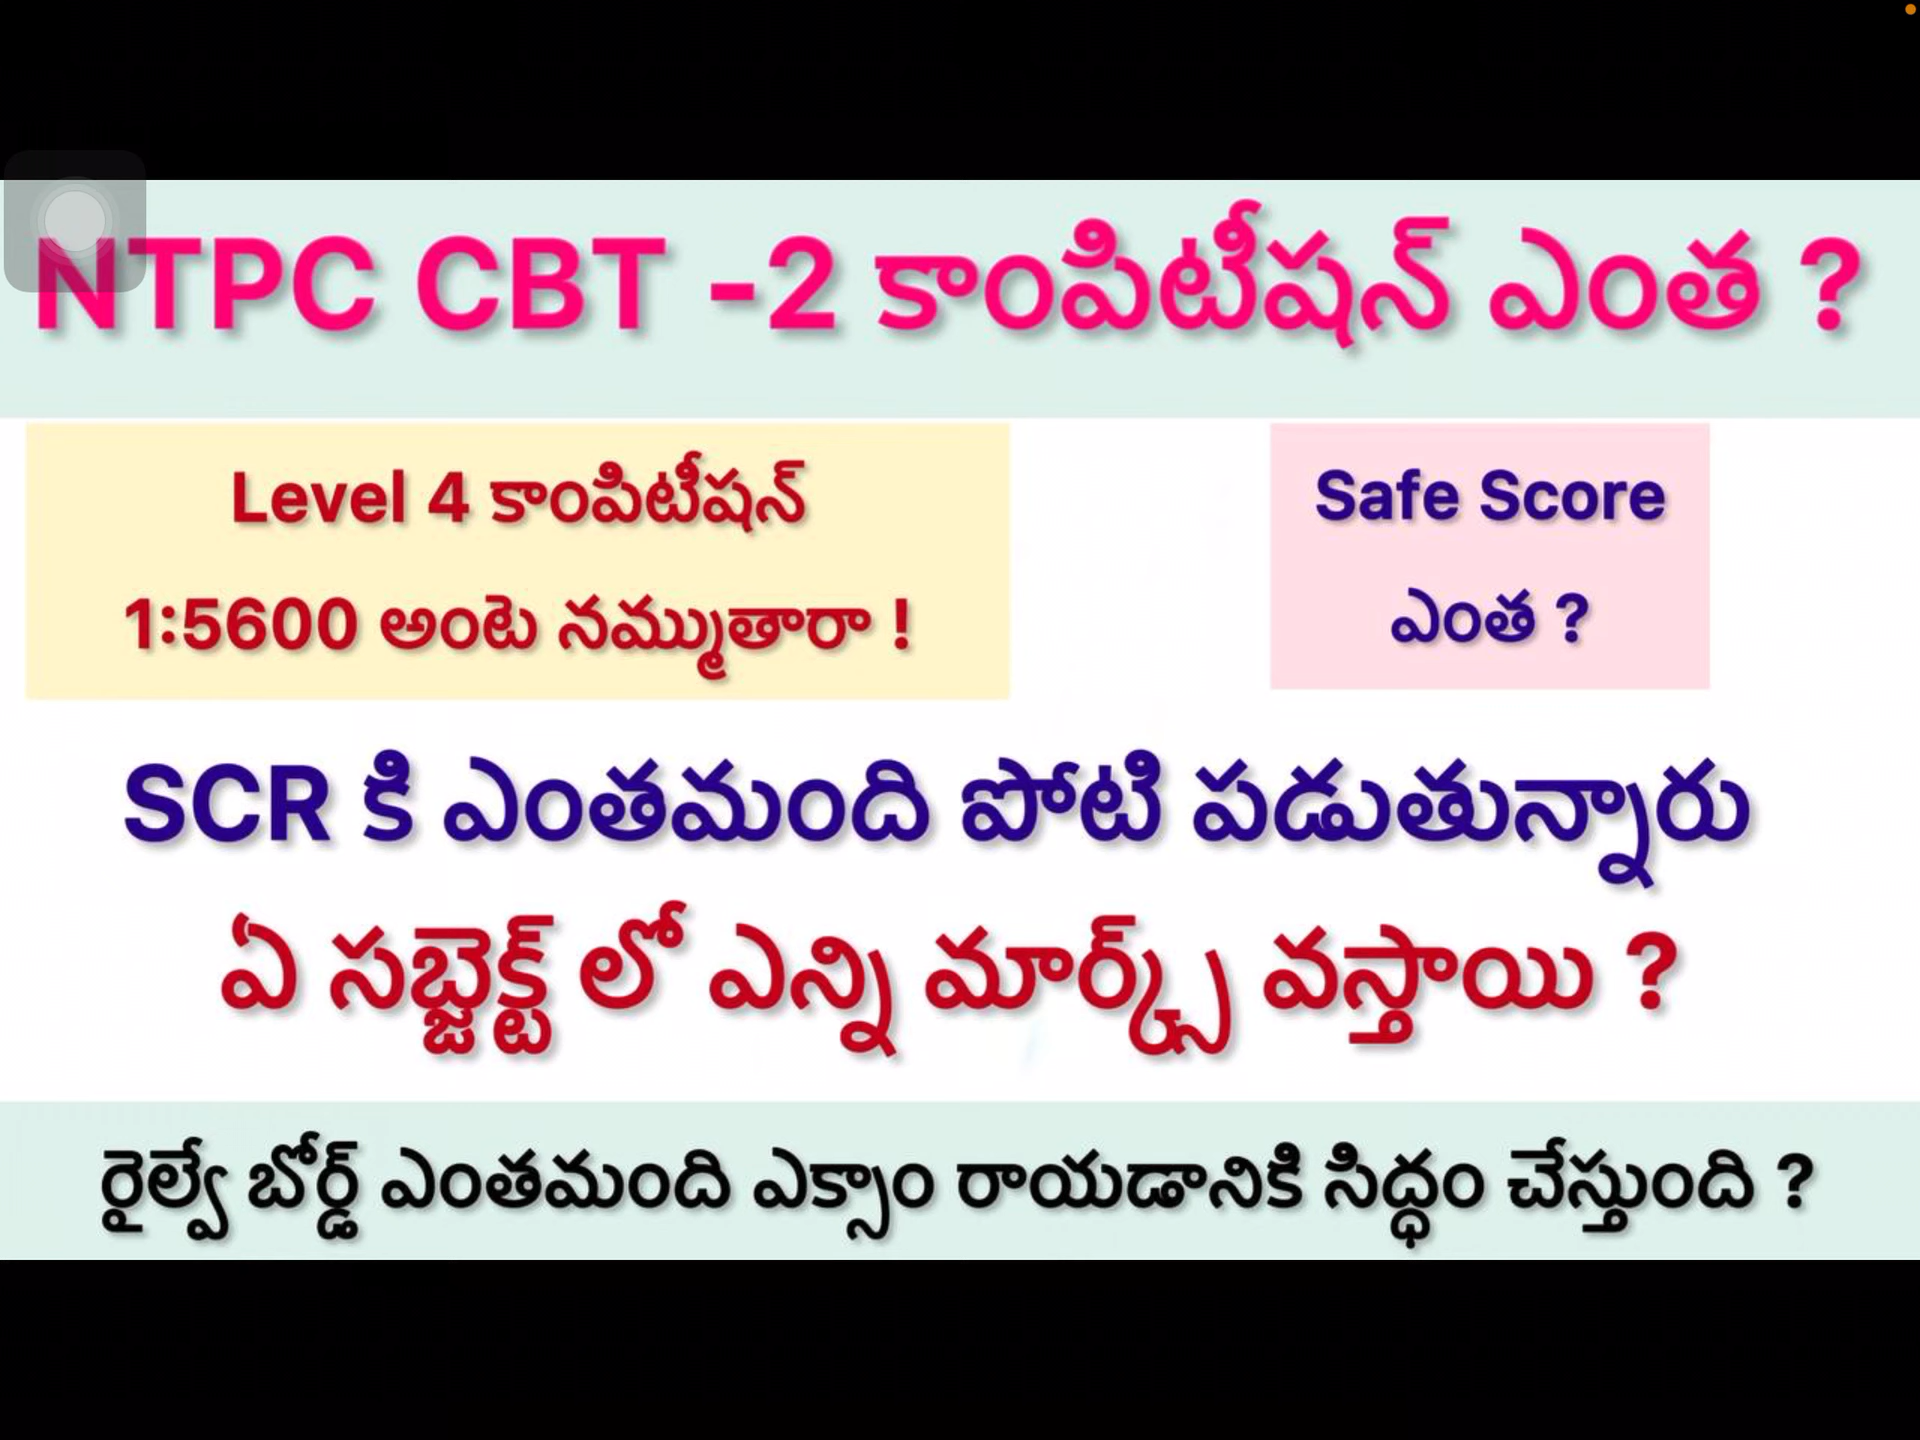 NTPC CBT -2 కాంపిటీషన్ ఎంత ?
Level 4 కాంపిటీషన్
1:5600 అంటె నమ్ముతారా !
Safe Score
ఎంత ?
SCR కి ఎంతమంది పోటి పడుతున్నారు
ఏ సబ్జెక్ట్ లో ఎన్ని మార్క్స్ వస్తాయి ?
రైల్వే బోర్డ్ ఎంతమంది ఎక్సాం రాయడానికి సిద్ధం చేస్తుంది ?